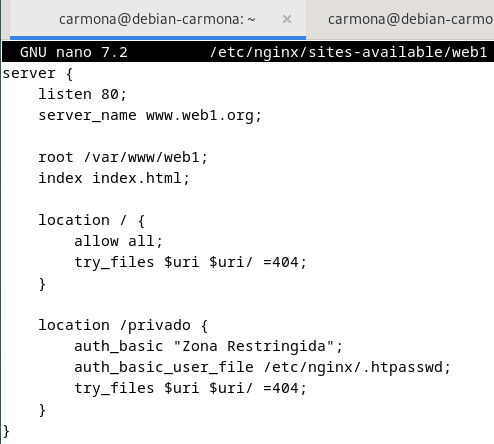 carmona@debian-carmona: ~ × carmona@debian-carmo
GNU nano 7.2 /etc/nginx/sites-available/web1
server {
listen 80;
server_name www.web1.org;
root /var/www/web1;
index index.html;
location / {
allow all;
try_files $uri $uri/ =404;
}
location /privado {
auth_basic "Zona Restringida";
auth_basic_user_file /etc/nginx/.htpasswd;
try_files $uri $uri/ =404;
}
}